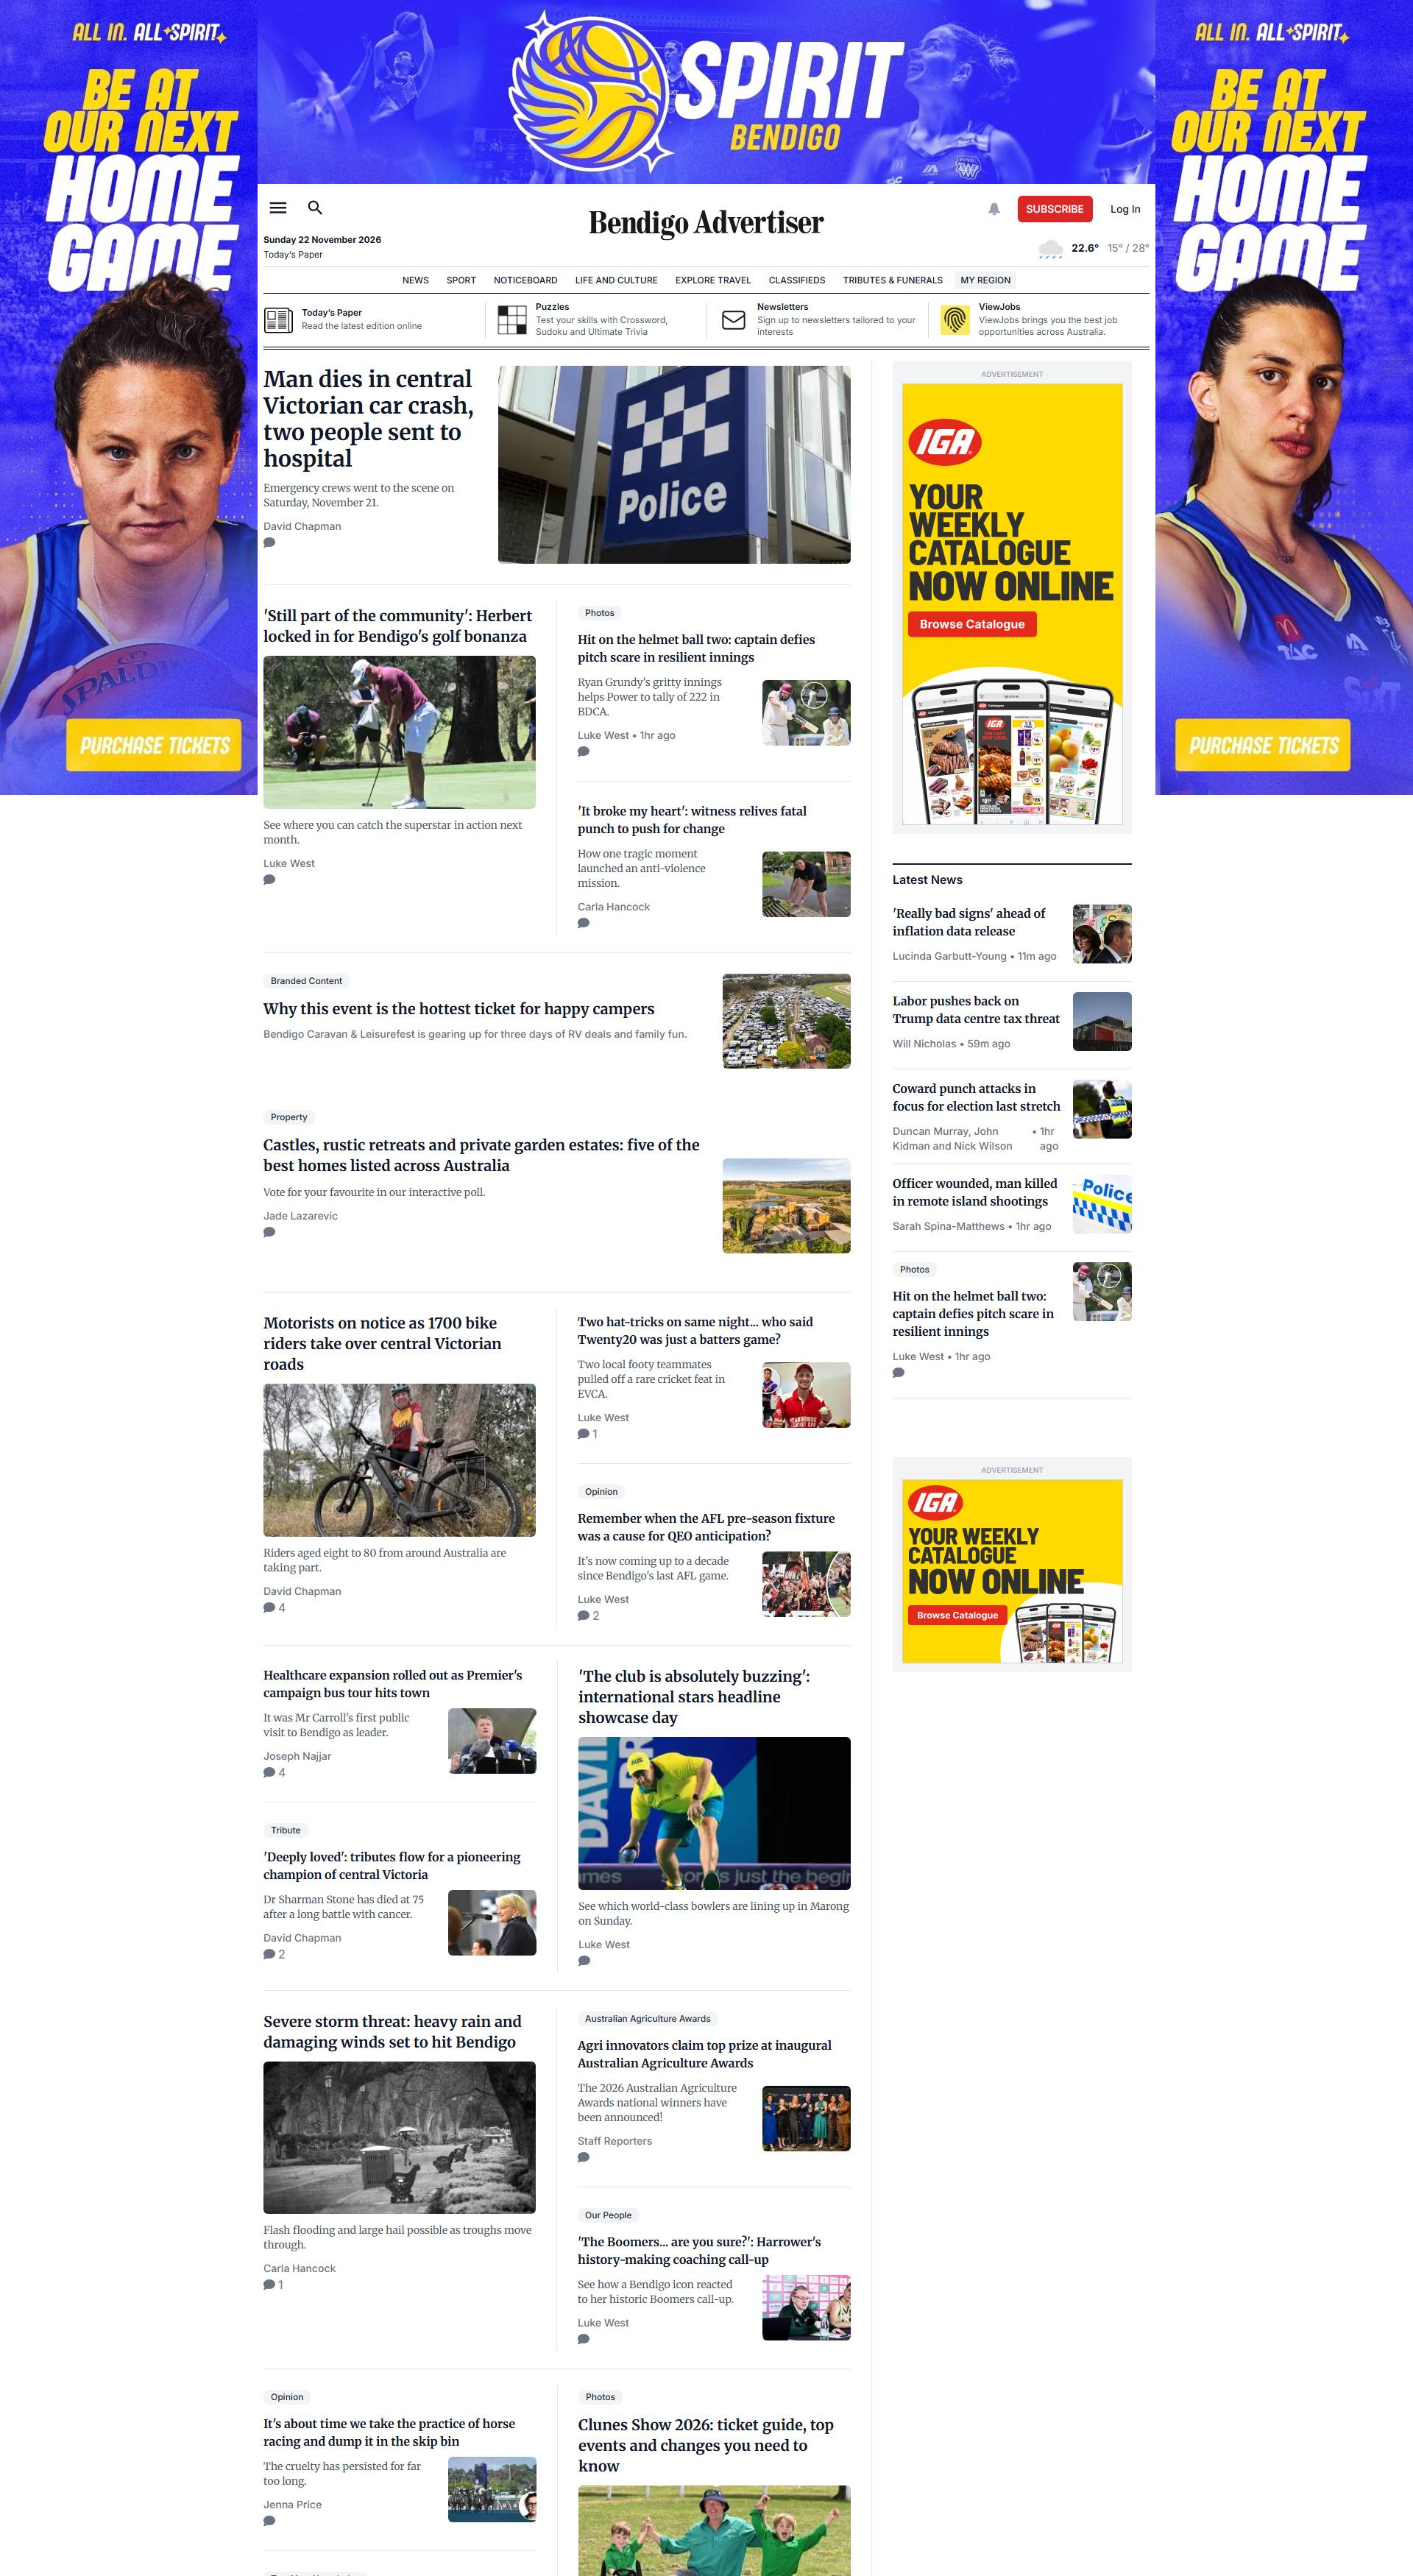 ALL IN. ALL SPIRIT
BE AT
OUR NEXT
HOME
GAME
SPALDING
PURCHASE TICKETS
SPIRIT
BENDIGO
ALL IN. ALL SPIRIT
BE AT
OUR NEXT
HOME
GAME
TAC
PURCHASE TICKETS
SUBSCRIBE
Log In
Bendigo Advertiser
Sunday 22 November 2026
Today's Paper
22.6° 15° / 28°
NEWS SPORT NOTICEBOARD LIFE AND CULTURE EXPLORE TRAVEL CLASSIFIEDS TRIBUTES & FUNERALS MY REGION
Today's Paper
Read the latest edition online
Puzzles
Test your skills with Crossword,
Sudoku and Ultimate Trivia
Newsletters
Sign up to newsletters tailored to your
interests
ViewJobs
ViewJobs brings you the best job
opportunities across Australia.
Man dies in central
Victorian car crash,
two people sent to
hospital
Emergency crews went to the scene on
Saturday, November 21.
David Chapman
Police
'Still part of the community': Herbert
locked in for Bendigo's golf bonanza
See where you can catch the superstar in action next
month.
Luke West
Photos
Hit on the helmet ball two: captain defies
pitch scare in resilient innings
Ryan Grundy's gritty innings
helps Power to tally of 222 in
BDCA.
Luke West • 1hr ago
'It broke my heart': witness relives fatal
punch to push for change
How one tragic moment
launched an anti-violence
mission.
Carla Hancock
Branded Content
Why this event is the hottest ticket for happy campers
Bendigo Caravan & Leisurefest is gearing up for three days of RV deals and family fun.
Property
Castles, rustic retreats and private garden estates: five of the
best homes listed across Australia
Vote for your favourite in our interactive poll.
Jade Lazarevic
Motorists on notice as 1700 bike
riders take over central Victorian
roads
Riders aged eight to 80 from around Australia are
taking part.
David Chapman
4
Two hat-tricks on same night... who said
Twenty20 was just a batters game?
Two local footy teammates
pulled off a rare cricket feat in
EVCA.
Luke West
1
Opinion
Remember when the AFL pre-season fixture
was a cause for QEO anticipation?
It's now coming up to a decade
since Bendigo's last AFL game.
Luke West
2
Healthcare expansion rolled out as Premier's
campaign bus tour hits town
It was Mr Carroll's first public
visit to Bendigo as leader.
Joseph Najjar
4
Tribute
'Deeply loved': tributes flow for a pioneering
champion of central Victoria
Dr Sharman Stone has died at 75
after a long battle with cancer.
David Chapman
2
'The club is absolutely buzzing':
international stars headline
showcase day
AUS
See which world-class bowlers are lining up in Marong
on Sunday.
Luke West
Severe storm threat: heavy rain and
damaging winds set to hit Bendigo
Flash flooding and large hail possible as troughs move
through.
Carla Hancock
1
Australian Agriculture Awards
Agri innovators claim top prize at inaugural
Australian Agriculture Awards
The 2026 Australian Agriculture
Awards national winners have
been announced!
Staff Reporters
Our People
'The Boomers... are you sure?': Harrower's
history-making coaching call-up
See how a Bendigo icon reacted
to her historic Boomers call-up.
Luke West
Opinion
It's about time we take the practice of horse
racing and dump it in the skip bin
The cruelty has persisted for far
too long.
Jenna Price
Photos
Clunes Show 2026: ticket guide, top
events and changes you need to
know
ADVERTISEMENT
IGA
YOUR
WEEKLY
CATALOGUE
NOW ONLINE
Browse Catalogue
IGA
Latest News
'Really bad signs' ahead of
inflation data release
Lucinda Garbutt-Young • 11m ago
Labor pushes back on
Trump data centre tax threat
Will Nicholas • 59m ago
Coward punch attacks in
focus for election last stretch
Duncan Murray, John
Kidman and Nick Wilson • 1hr
ago
Officer wounded, man killed
in remote island shootings
Sarah Spina-Matthews • 1hr ago
Police
Photos
Hit on the helmet ball two:
captain defies pitch scare in
resilient innings
Luke West • 1hr ago
ADVERTISEMENT
IGA
YOUR WEEKLY
CATALOGUE
NOW ONLINE
Browse Catalogue